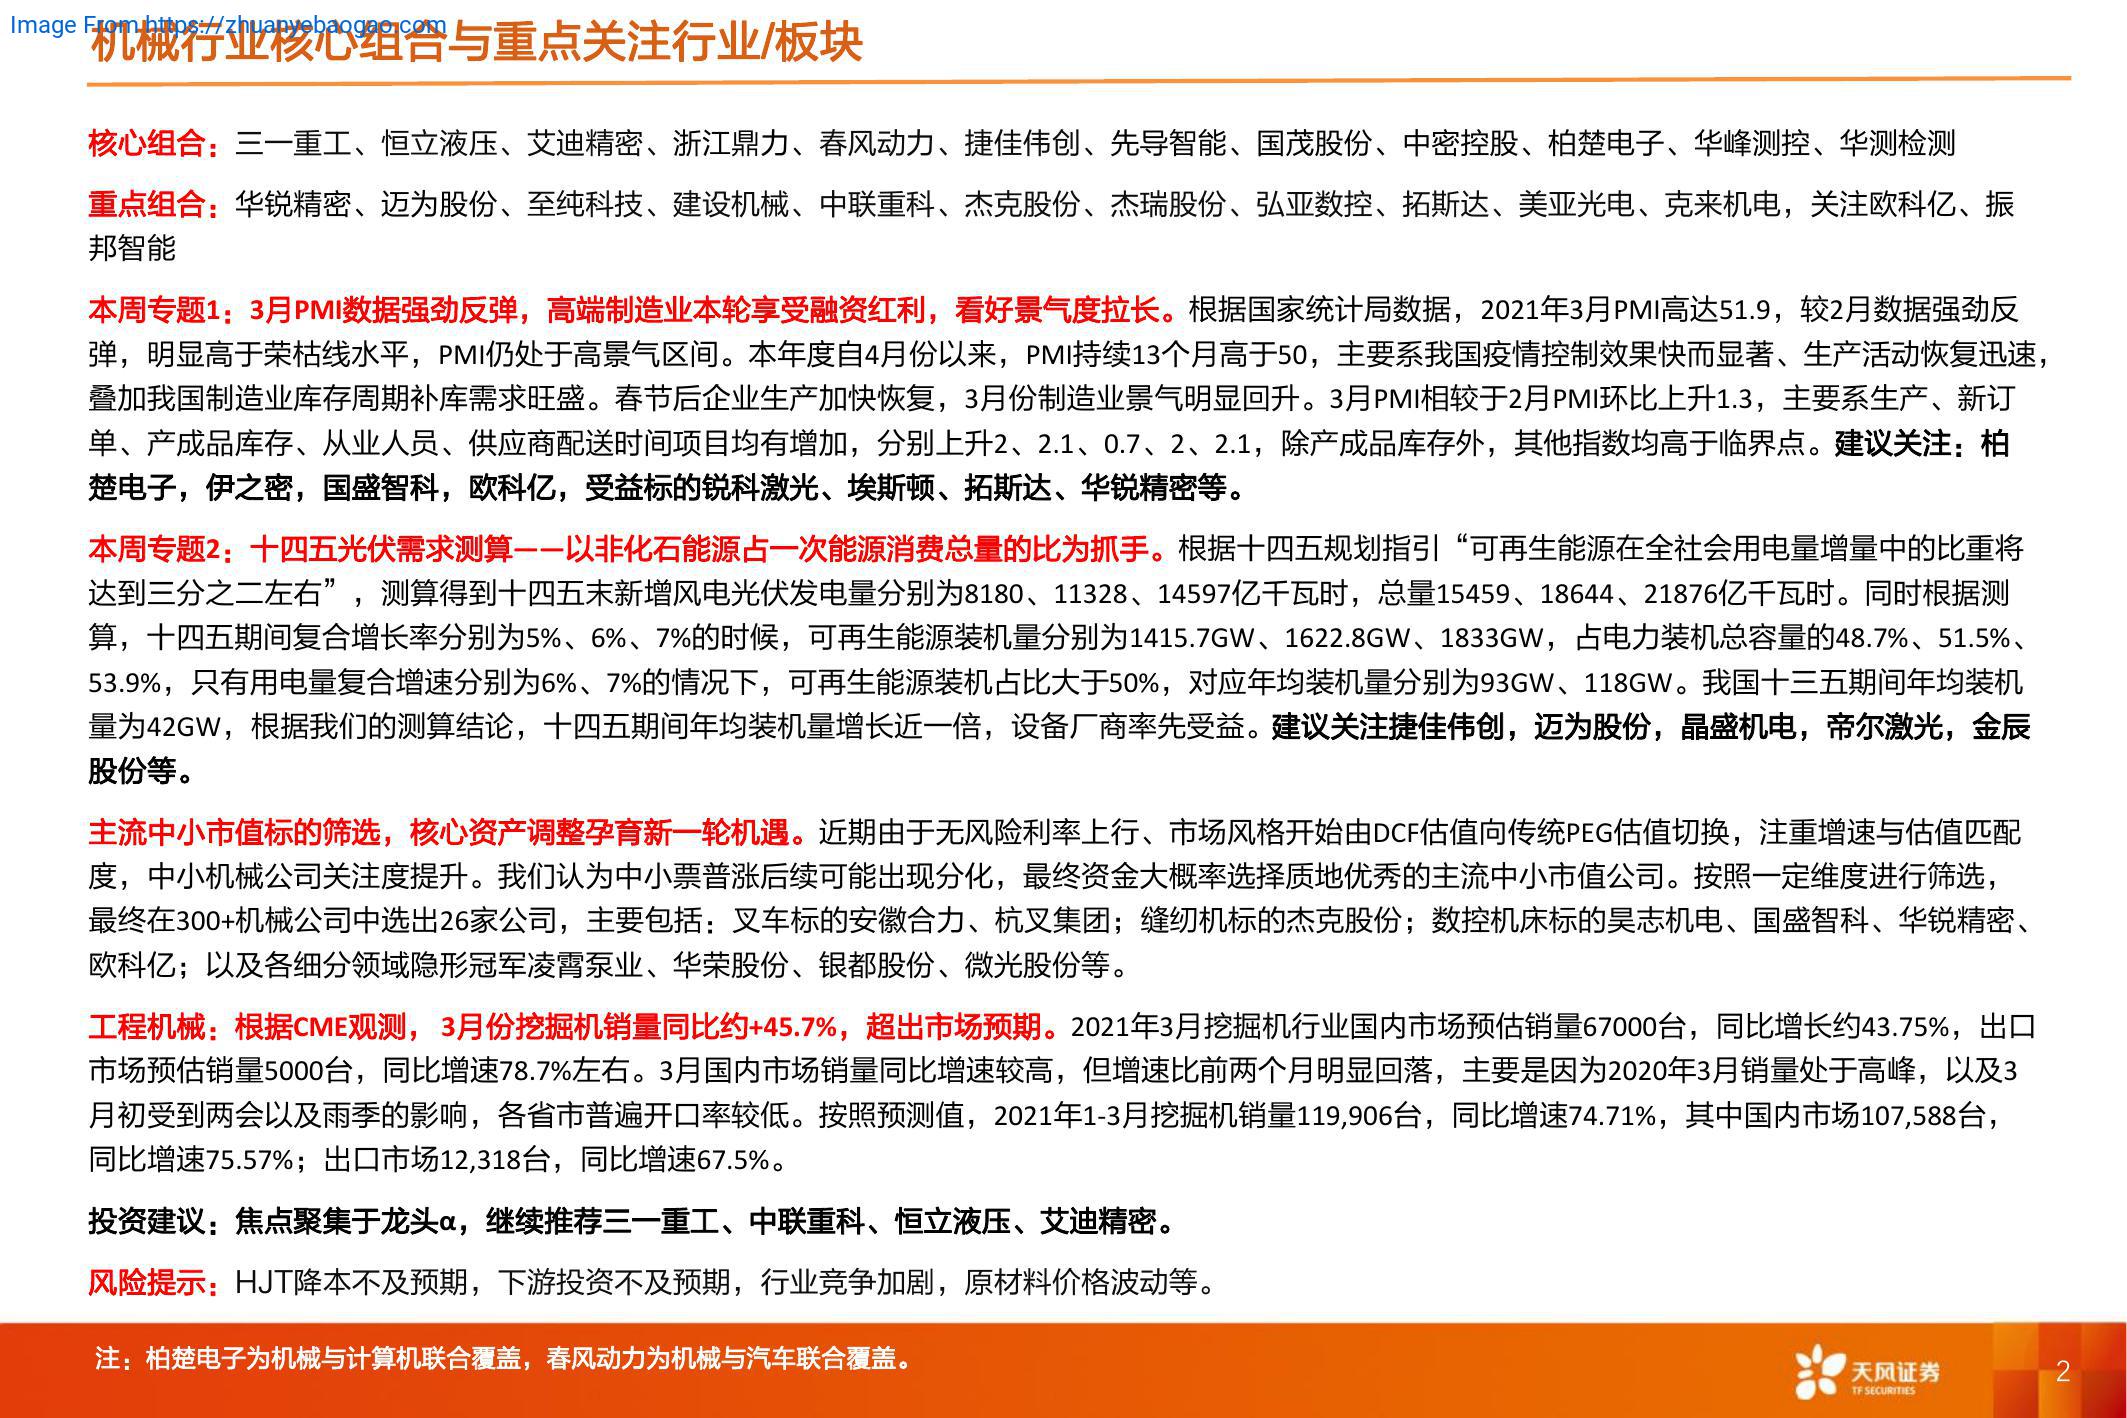 Image From https://zhuanyebaogao.com
机械行业核心组合与重点关注行业/板块
核心组合：三一重工、恒立液压、艾迪精密、浙江鼎力、春风动力、捷佳伟创、先导智能、国茂股份、中密控股、柏楚电子、华峰测控、华测检测
重点组合：华锐精密、迈为股份、至纯科技、建设机械、中联重科、杰克股份、杰瑞股份、弘亚数控、拓斯达、美亚光电、克来机电，关注欧科亿、振
邦智能
本周专题1：3月PMI数据强劲反弹，高端制造业本轮享受融资红利，看好景气度拉长。根据国家统计局数据，2021年3月PMI高达51.9，较2月数据强劲反
弹，明显高于荣枯线水平，PMI仍处于高景气区间。本年度自4月份以来，PMI持续13个月高于50，主要系我国疫情控制效果快而显著、生产活动恢复迅速，
叠加我国制造业库存周期补库需求旺盛。春节后企业生产加快恢复，3月份制造业景气明显回升。3月PMI相较于2月PMI环比上升1.3，主要系生产、新订
单、产成品库存、从业人员、供应商配送时间项目均有增加，分别上升2、2.1、0.7、2、2.1，除产成品库存外，其他指数均高于临界点。建议关注：柏
楚电子，伊之密，国盛智科，欧科亿，受益标的锐科激光、埃斯顿、拓斯达、华锐精密等。
本周专题2：十四五光伏需求测算——以非化石能源占一次能源消费总量的比为抓手。根据十四五规划指引“可再生能源在全社会用电量增量中的比重将
达到三分之二左右”，测算得到十四五末新增风电光伏发电量分别为8180、11328、14597亿千瓦时，总量15459、18644、21876亿千瓦时。同时根据测
算，十四五期间复合增长率分别为5%、6%、7%的时候，可再生能源装机量分别为1415.7GW、1622.8GW、1833GW，占电力装机总容量的48.7%、51.5%、
53.9%，只有用电量复合增速分别为6%、7%的情况下，可再生能源装机占比大于50%，对应年均装机量分别为93GW、118GW。我国十三五期间年均装机
量为42GW，根据我们的测算结论，十四五期间年均装机量增长近一倍，设备厂商率先受益。建议关注捷佳伟创，迈为股份，晶盛机电，帝尔激光，金辰
股份等。
主流中小市值标的筛选，核心资产调整孕育新一轮机遇。近期由于无风险利率上行、市场风格开始由DCF估值向传统PEG估值切换，注重增速与估值匹配
度，中小机械公司关注度提升。我们认为中小票普涨后续可能出现分化，最终资金大概率选择质地优秀的主流中小市值公司。按照一定维度进行筛选，
最终在300+机械公司中选出26家公司，主要包括：叉车标的安徽合力、杭叉集团；缝纫机标的杰克股份；数控机床标的昊志机电、国盛智科、华锐精密、
欧科亿；以及各细分领域隐形冠军凌霄泵业、华荣股份、银都股份、微光股份等。
工程机械：根据CME观测， 3月份挖掘机销量同比约+45.7%，超出市场预期。2021年3月挖掘机行业国内市场预估销量67000台，同比增长约43.75%，出口
市场预估销量5000台，同比增速78.7%左右。3月国内市场销量同比增速较高，但增速比前两个月明显回落，主要是因为2020年3月销量处于高峰，以及3
月初受到两会以及雨季的影响，各省市普遍开口率较低。按照预测值，2021年1-3月挖掘机销量119,906台，同比增速74.71%，其中国内市场107,588台，
同比增速75.57%；出口市场12,318台，同比增速67.5%。
投资建议：焦点聚集于龙头α，继续推荐三一重工、中联重科、恒立液压、艾迪精密。
风险提示：HJT降本不及预期，下游投资不及预期，行业竞争加剧，原材料价格波动等。
注：柏楚电子为机械与计算机联合覆盖，春风动力为机械与汽车联合覆盖。
天风证券
TF SECURITIES
2